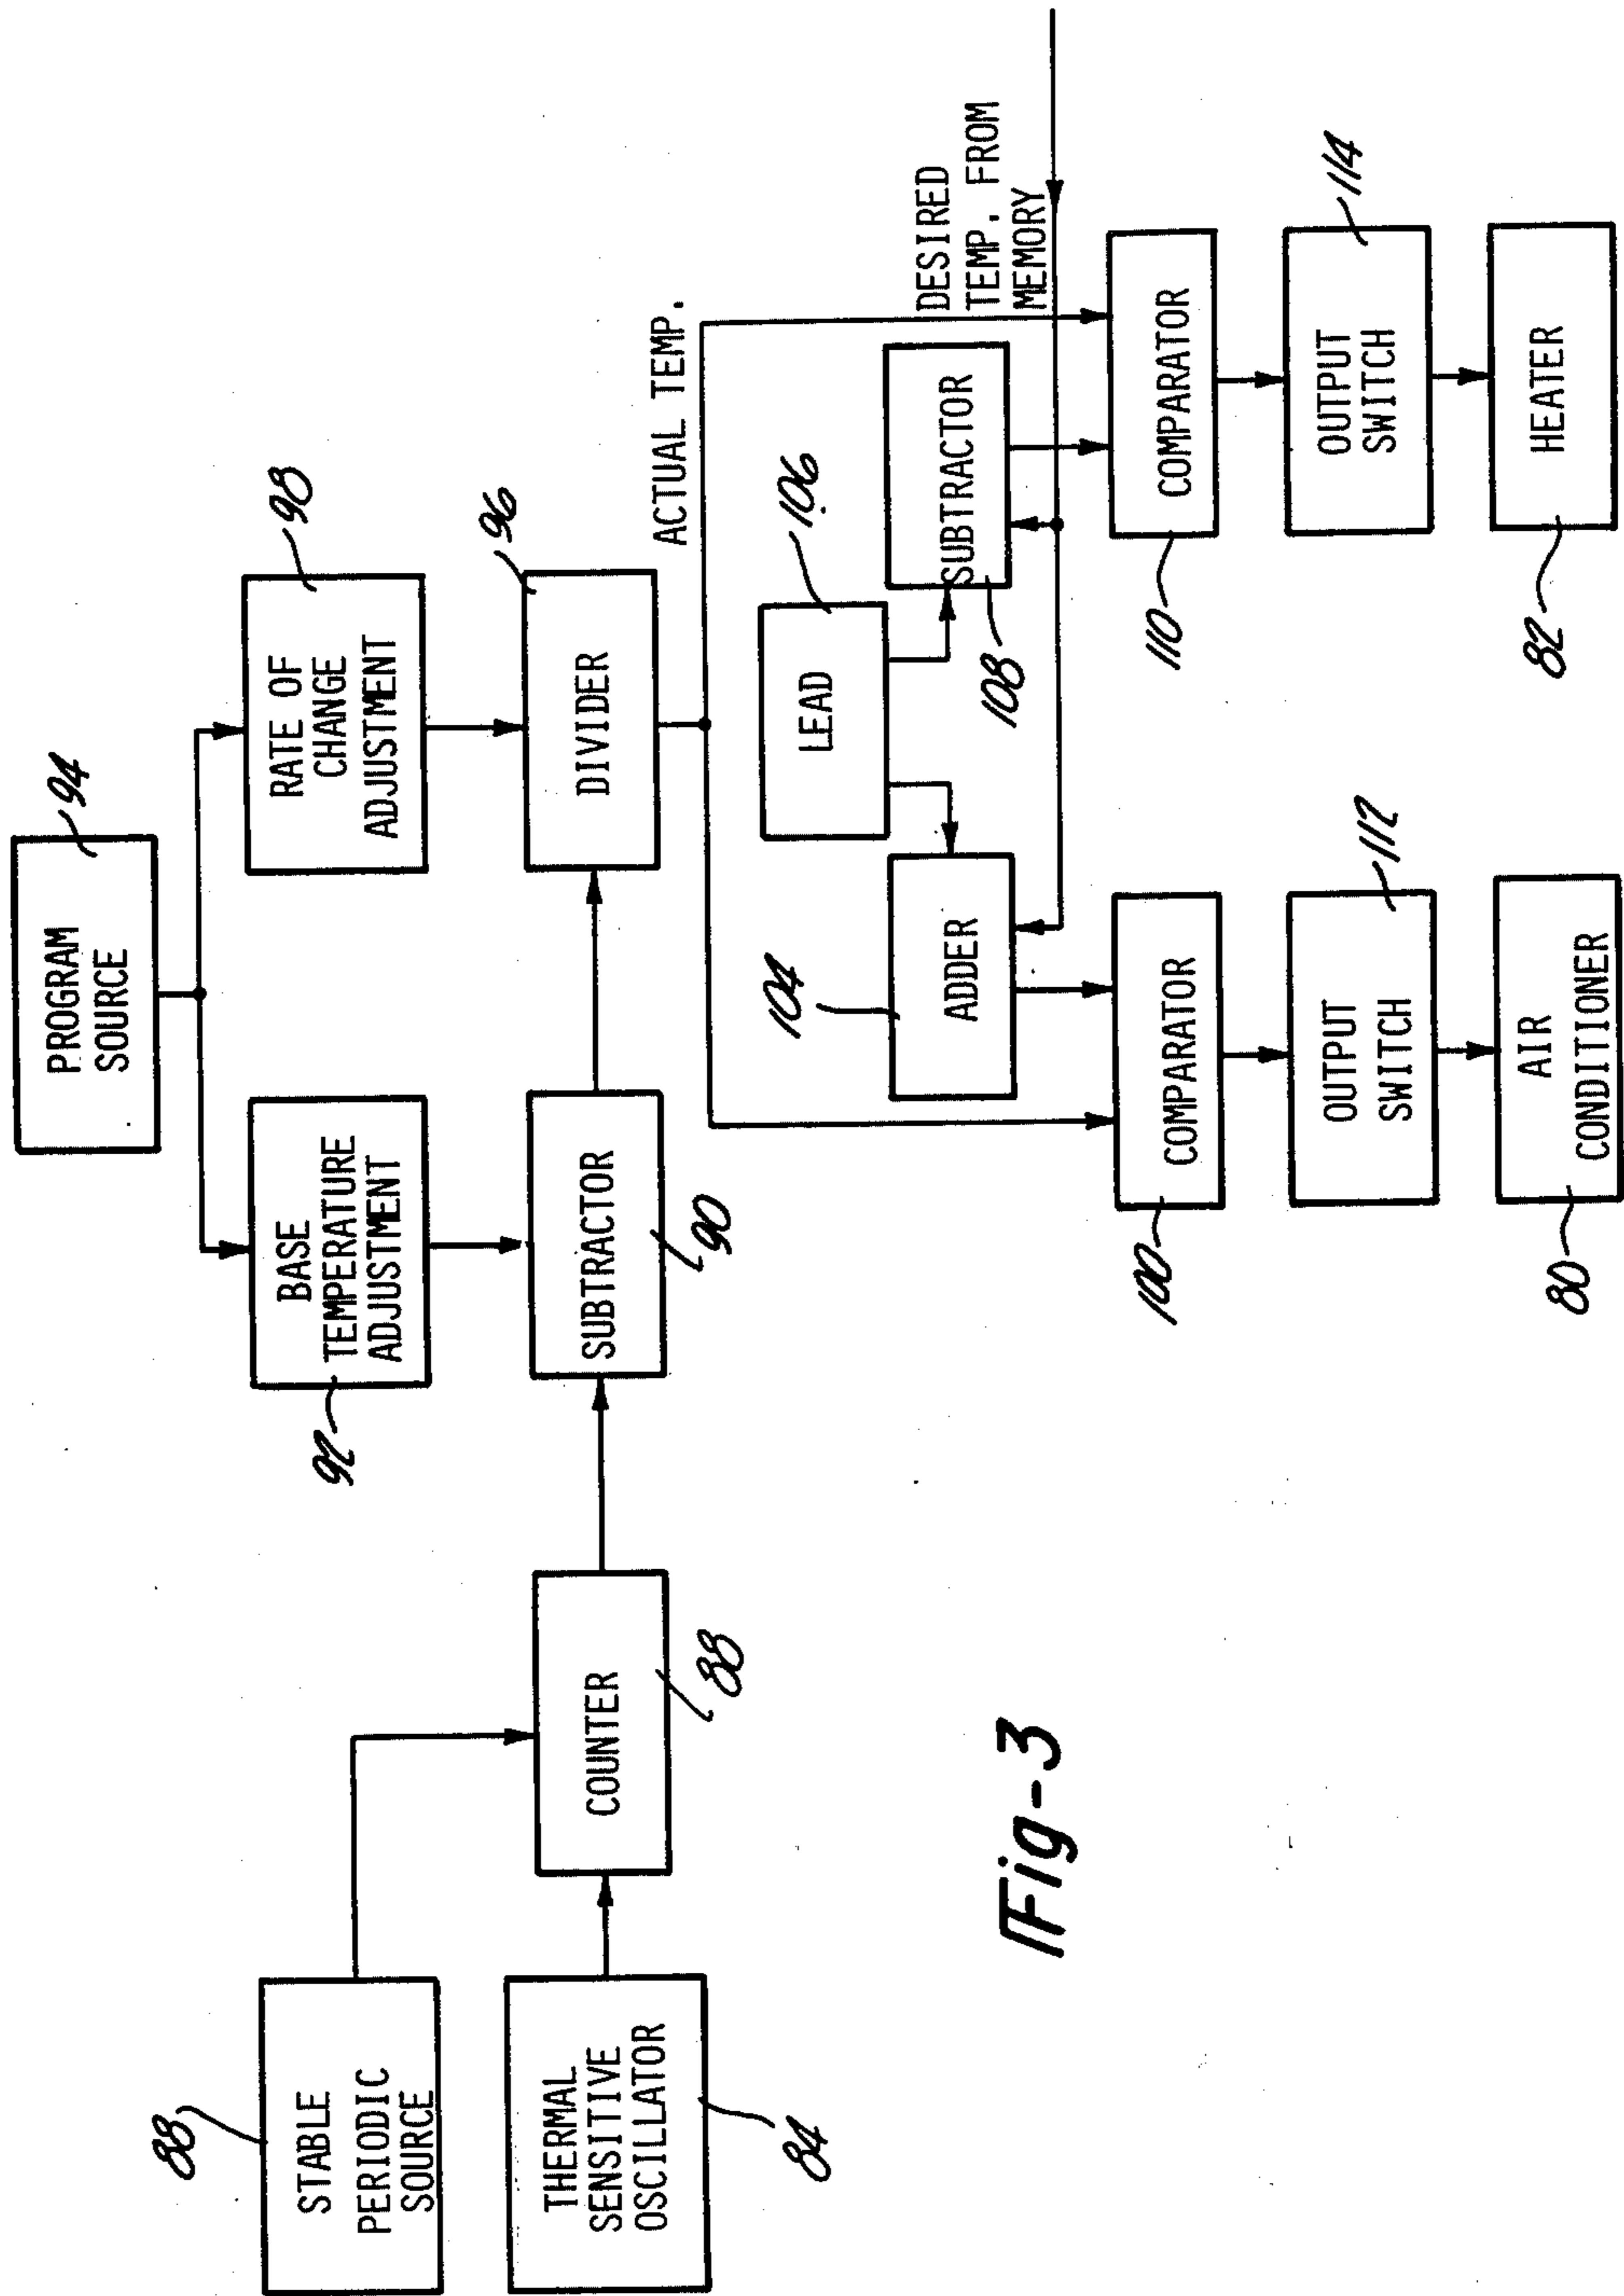 PROGRAM
SOURCE
94
BASE
TEMPERATURE
ADJUSTMENT
92
RATE OF
CHANGE
ADJUSTMENT
98
STABLE
PERIODIC
SOURCE
88
THERMAL
SENSITIVE
OSCILLATOR
84
COUNTER
88
SUBTRACTOR
90
DIVIDER
96
ACTUAL TEMP.
LEAD
106
ADDER
104
SUBTRACTOR
108
DESIRED
TEMP. FROM
MEMORY
COMPARATOR
100
COMPARATOR
110
OUTPUT
SWITCH
112
OUTPUT
SWITCH
114
AIR
CONDITIONER
80
HEATER
82
Fig-3